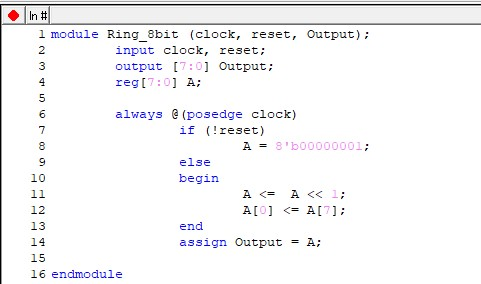 ln #
1 module Ring_8bit (clock, reset, Output);
2 input clock, reset;
3 output [7:0] Output;
4 reg[7:0] A;
5
6 always @(posedge clock)
7 if (!reset)
8 A = 8'b00000001;
9 else
10 begin
11 A <= A << 1;
12 A[0] <= A[7];
13 end
14 assign Output = A;
15
16 endmodule